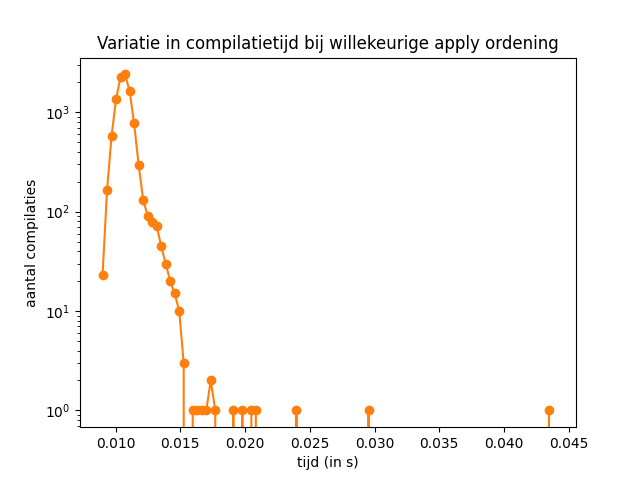 Variatie in compilatietijd bij willekeurige apply ordening
aantal compilaties
10³
10²
10¹
10⁰
0.010 0.015 0.020 0.025 0.030 0.035 0.040 0.045
tijd (in s)